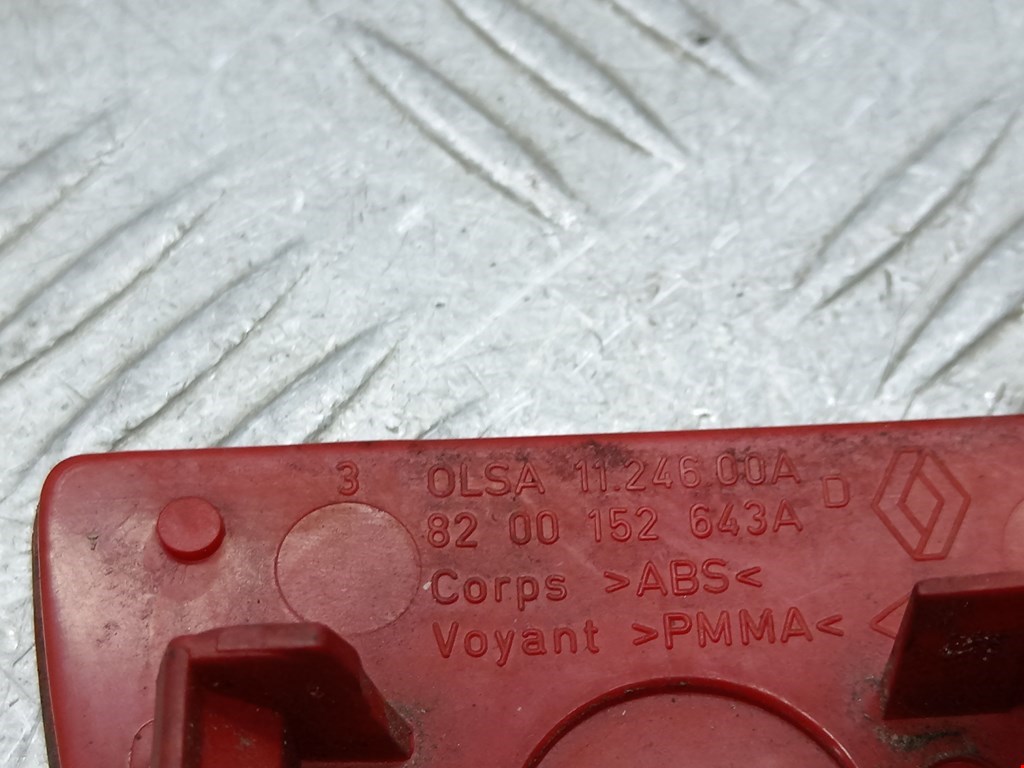 3 OLSA 11.246.00A D
82 00 152 643A
Corps >ABS<
Voyant >PMMA<